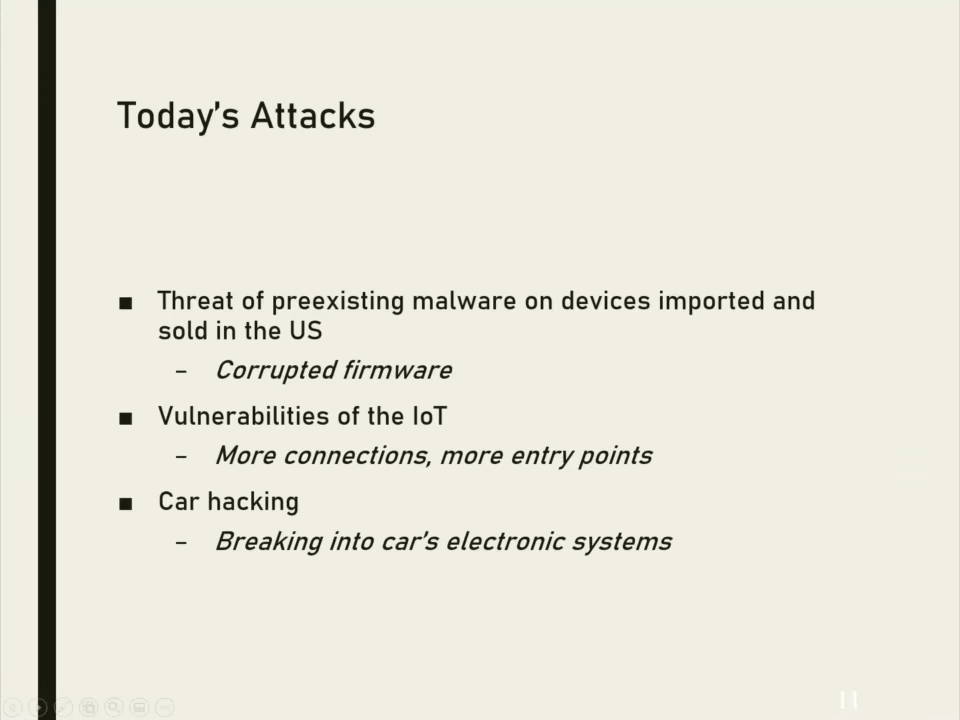 Today's Attacks
■ Threat of preexisting malware on devices imported and
sold in the US
– Corrupted firmware
■ Vulnerabilities of the IoT
– More connections, more entry points
■ Car hacking
– Breaking into car's electronic systems
11